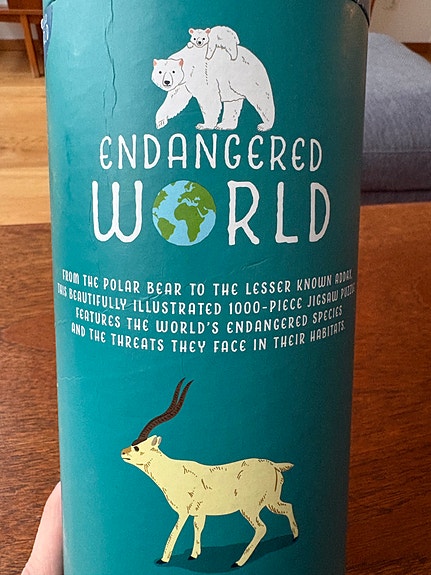 ENDANGERED
WORLD
FROM THE POLAR BEAR TO THE LESSER KNOWN ADDAX,
THIS BEAUTIFULLY ILLUSTRATED 1000-PIECE JIGSAW PUZZLE
FEATURES THE WORLD'S ENDANGERED SPECIES
AND THE THREATS THEY FACE IN THEIR HABITATS.